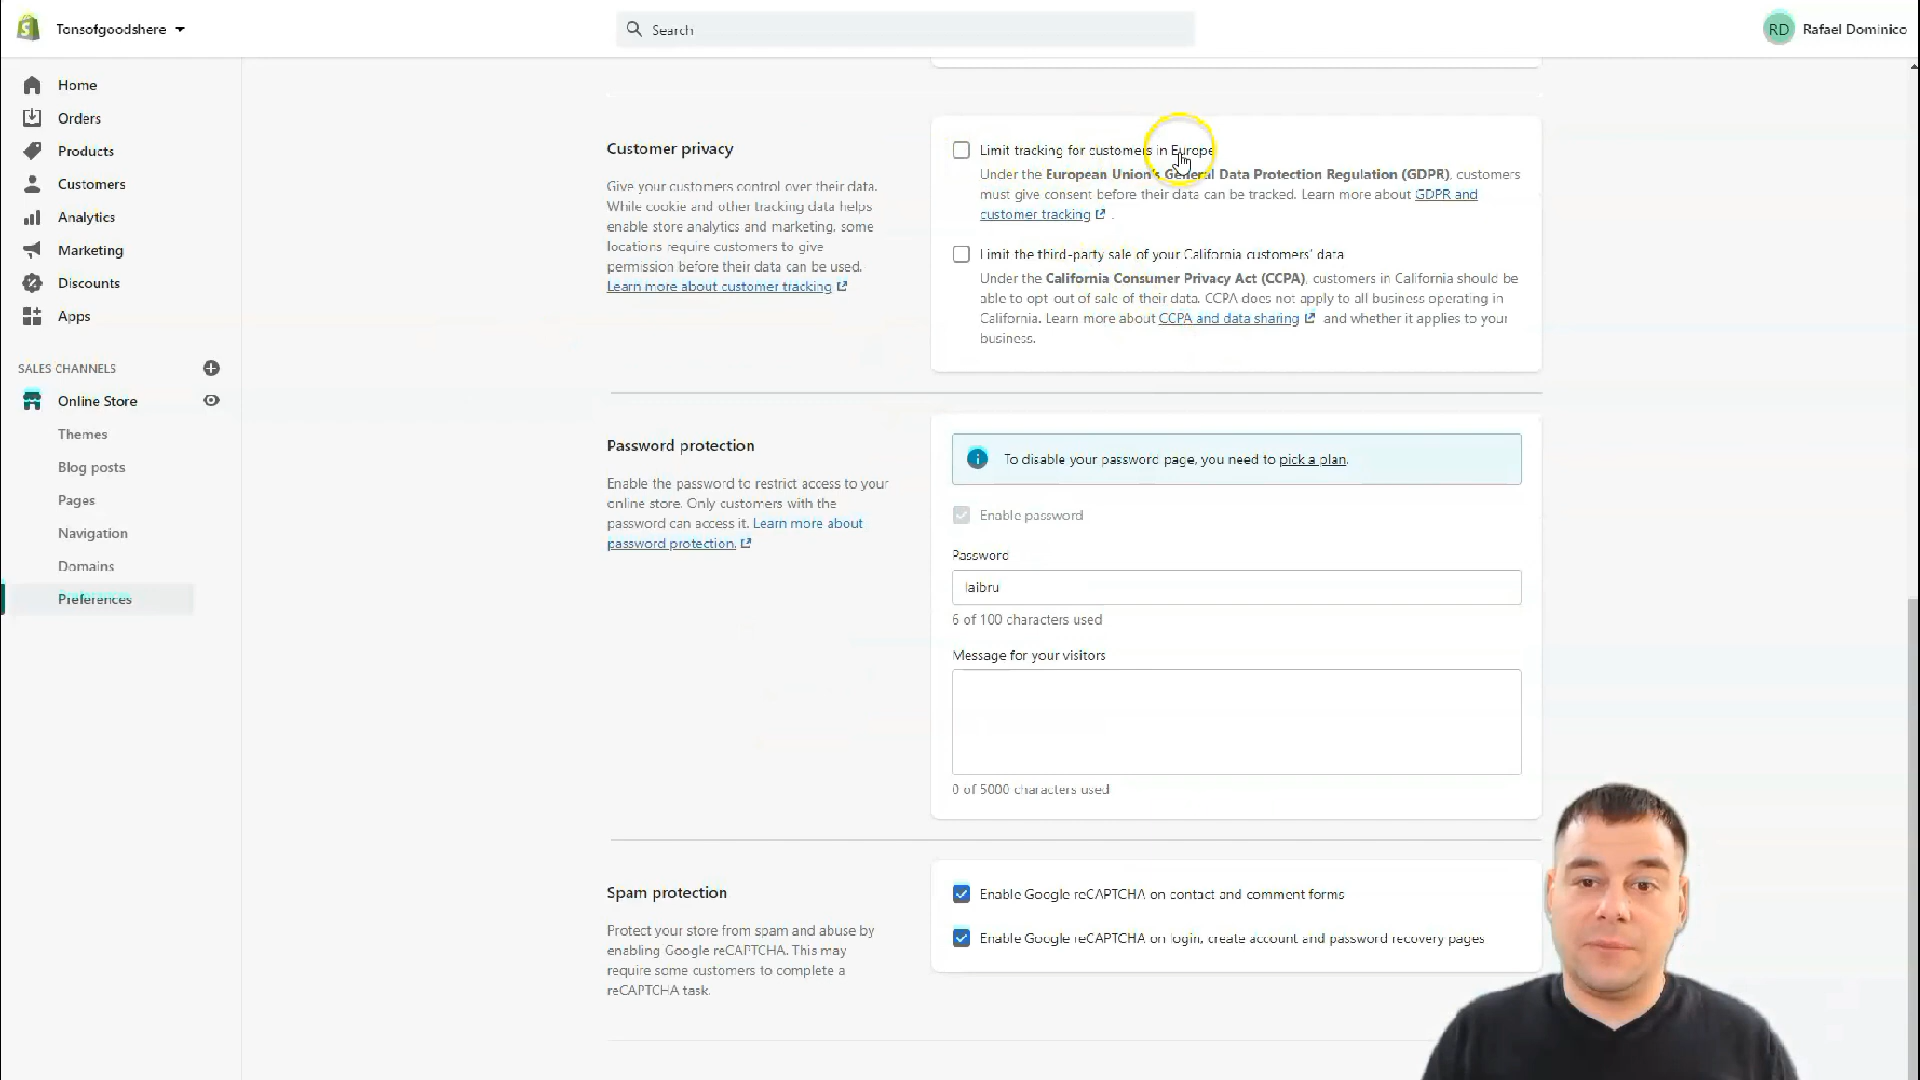 Tonsofgoodshere
Search
RD Rafael Dominico
Home
Orders
Products
Customers
Analytics
Marketing
Discounts
Apps
SALES CHANNELS
Online Store
Themes
Blog posts
Pages
Navigation
Domains
Preferences
Customer privacy
Give your customers control over their data.
While cookie and other tracking data helps
enable store analytics and marketing, some
locations require customers to give
permission before their data can be used.
Learn more about customer tracking
Limit tracking for customers in Europe
Under the European Union's General Data Protection Regulation (GDPR), customers
must give consent before their data can be tracked. Learn more about GDPR and
customer tracking .
Limit the third-party sale of your California customers' data
Under the California Consumer Privacy Act (CCPA), customers in California should be
able to opt out of sale of their data. CCPA does not apply to all business operating in
California. Learn more about CCPA and data sharing and whether it applies to your
business.
Password protection
Enable the password to restrict access to your
online store. Only customers with the
password can access it. Learn more about
password protection.
To disable your password page, you need to pick a plan.
Enable password
Password
laibru
6 of 100 characters used
Message for your visitors
0 of 5000 characters used
Spam protection
Protect your store from spam and abuse by
enabling Google reCAPTCHA. This may
require some customers to complete a
reCAPTCHA task.
Enable Google reCAPTCHA on contact and comment forms
Enable Google reCAPTCHA on login, create account and password recovery pages